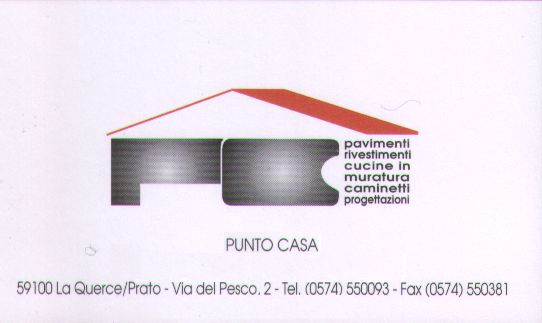 pavimenti
rivestimenti
cucine in
muratura
caminetti
progettazioni
PUNTO CASA
59100 La Querce/Prato - Via del Pesco, 2 - Tel. (0574) 550093 - Fax (0574) 550381